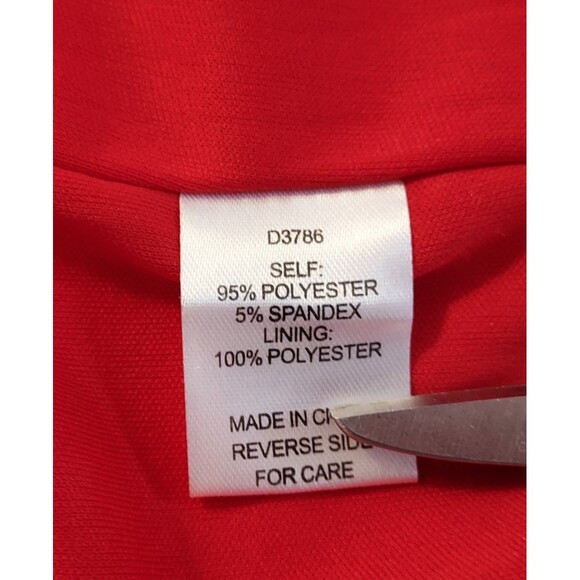 D3786
SELF:
95% POLYESTER
5% SPANDEX
LINING:
100% POLYESTER
MADE IN
REVERSE SIDE
FOR CARE